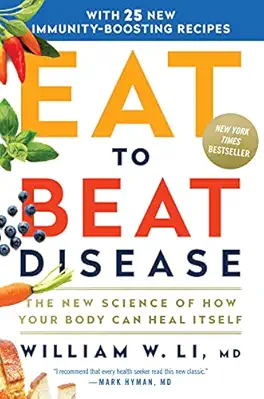 WITH 25 NEW
IMMUNITY-BOOSTING RECIPES
EAT
TO
BEAT
DISEASE
NEW YORK
TIMES
BESTSELLER
THE NEW SCIENCE OF HOW
YOUR BODY CAN HEAL ITSELF
WILLIAM W. LI, MD
"I recommend that every health seeker read this new classic."
—MARK HYMAN, MD